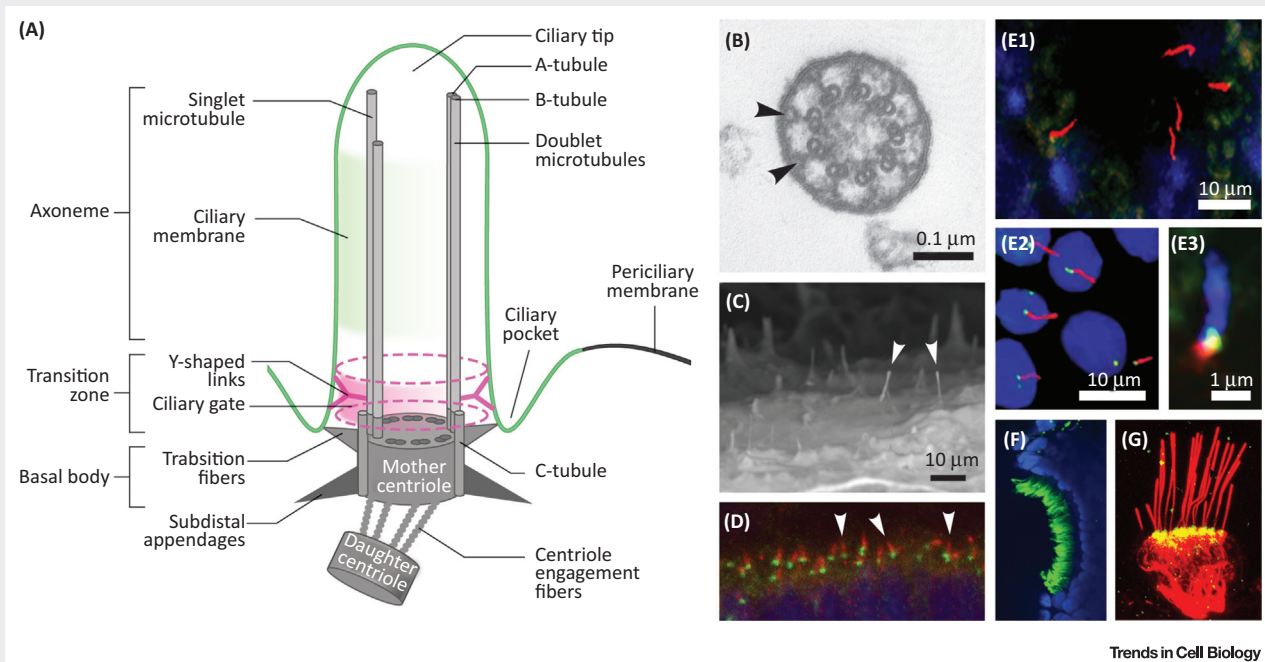 (A)
Ciliary tip
A-tubule
B-tubule
Doublet
microtubules
Singlet
microtubule
Axoneme
Ciliary
membrane
Periciliary
membrane
Ciliary
pocket
Transition
zone
Y-shaped
links
Ciliary gate
Trabsition
fibers
Basal body
Subdistal
appendages
Mother
centriole
C-tubule
Daughter
centriole
Centriole
engagement
fibers
(B)
0.1 μm
(C)
10 μm
(D)
(E1)
10 μm
(E2)
10 μm
(E3)
1 μm
(F)
(G)
Trends in Cell Biology